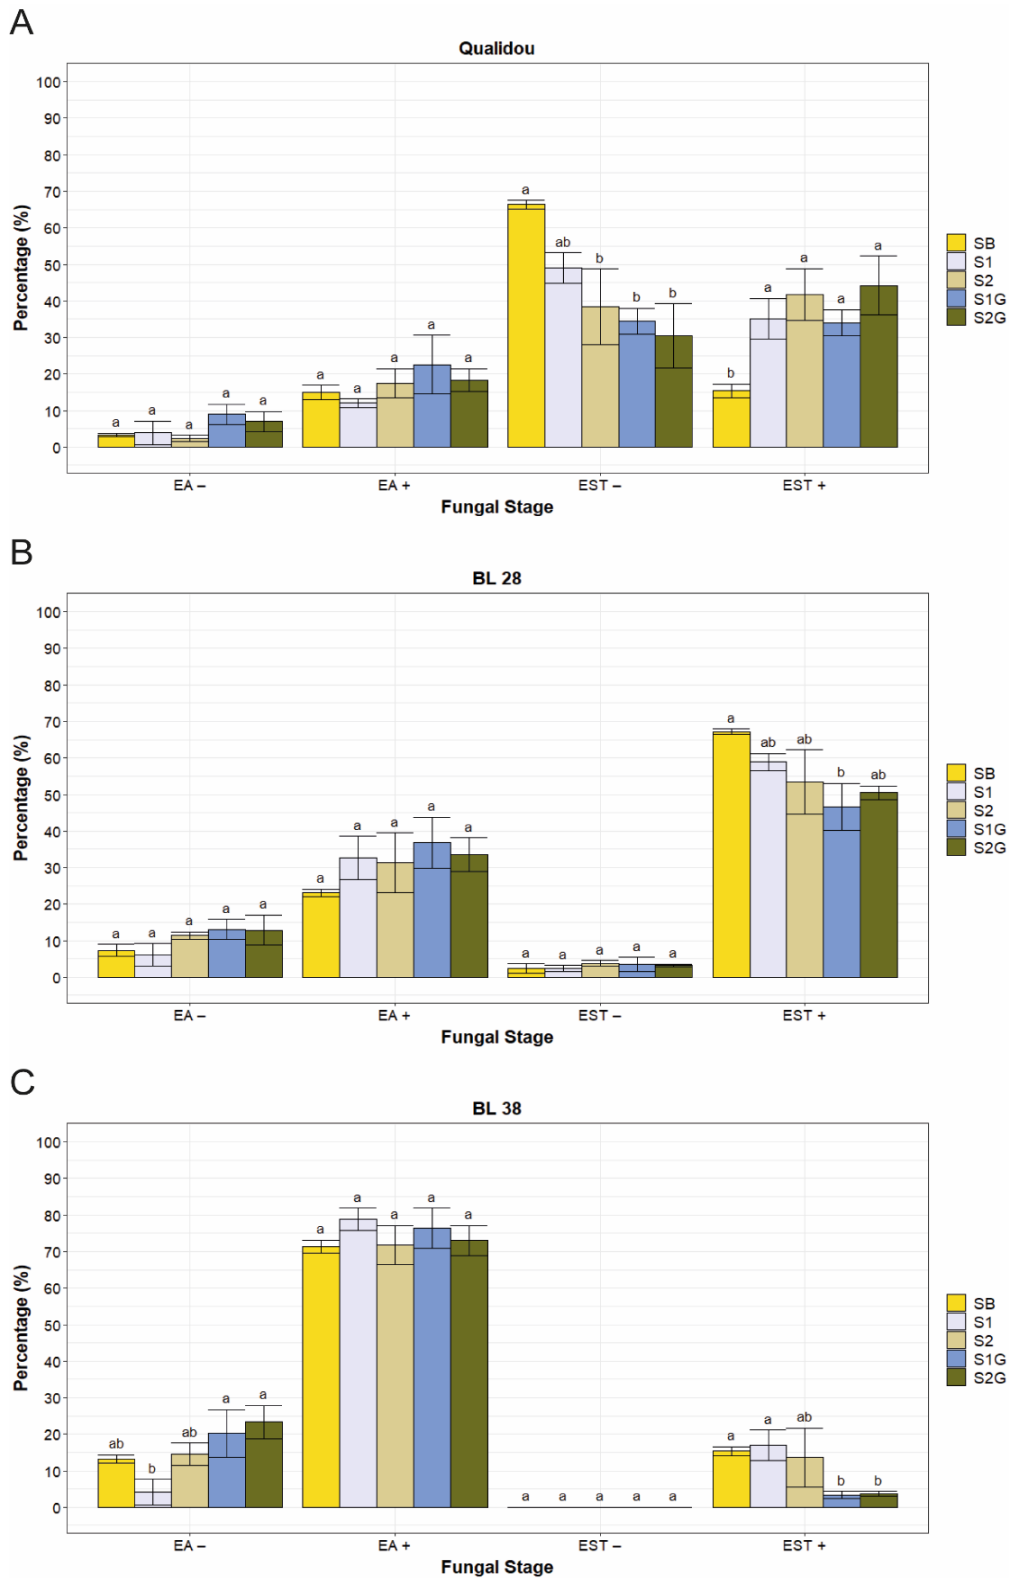 A
Qualidou
Percentage (%)
100
90
80
70
60
50
40
30
20
10
0
a a a a a
a a a a a
a ab b b b
b a a a a
EA – EA + EST – EST +
Fungal Stage
SB
S1
S2
S1G
S2G
B
BL 28
Percentage (%)
100
90
80
70
60
50
40
30
20
10
0
a a a a a
a a a a a
a a a a a
a ab ab b ab
EA – EA + EST – EST +
Fungal Stage
SB
S1
S2
S1G
S2G
C
BL 38
Percentage (%)
100
90
80
70
60
50
40
30
20
10
0
ab b ab a a
a a a a a
a a a a a
a a ab b b
EA – EA + EST – EST +
Fungal Stage
SB
S1
S2
S1G
S2G